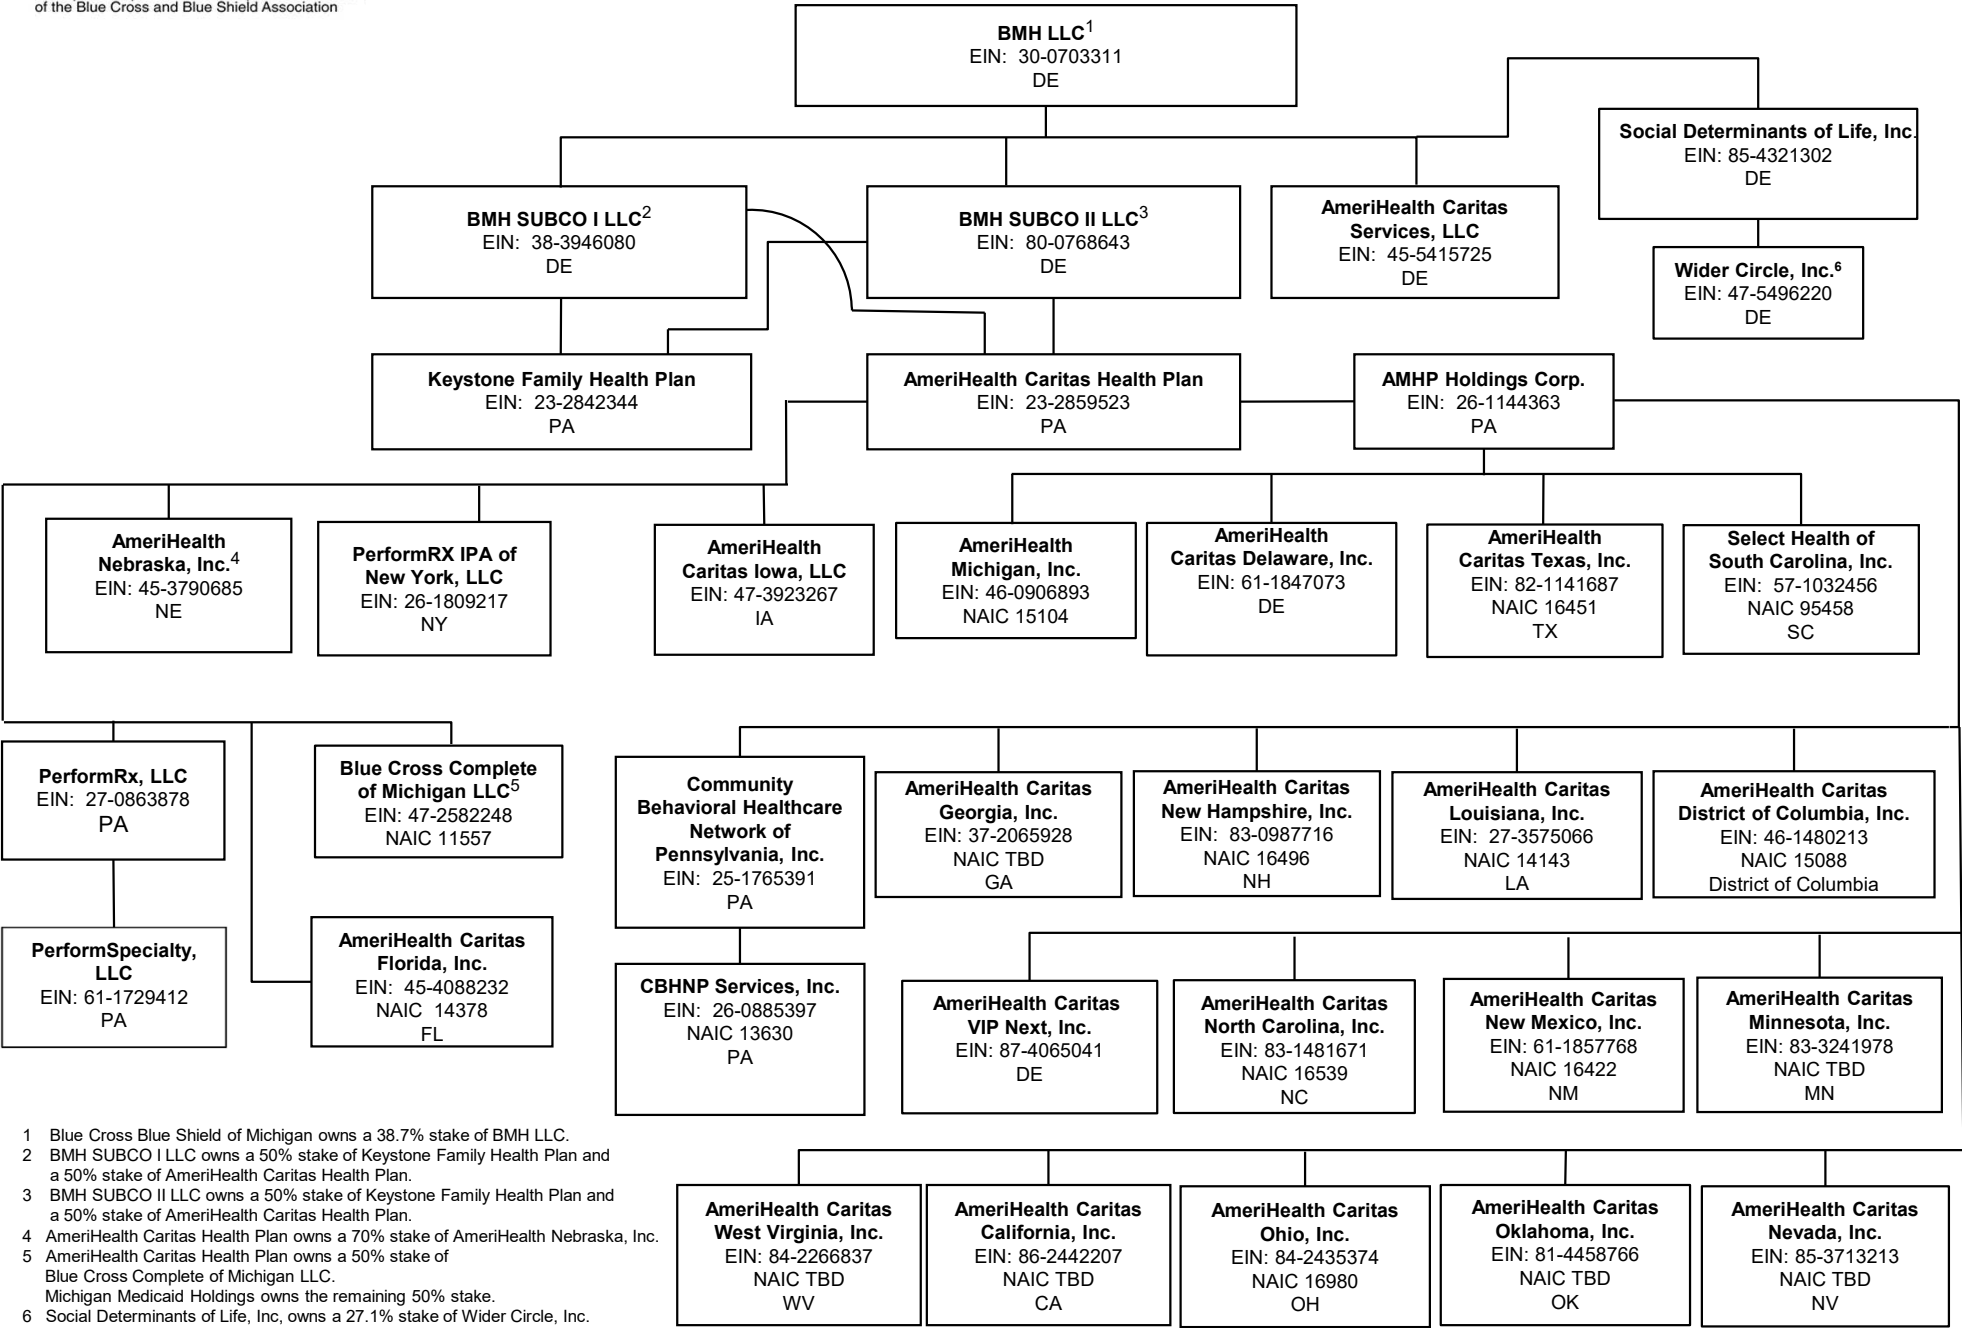 of the Blue Cross and Blue Shield Association
BMH LLC1
EIN: 30-0703311
DE
Social Determinants of Life, Inc.
EIN: 85-4321302
DE
BMH SUBCO I LLC2
EIN: 38-3946080
DE
BMH SUBCO II LLC3
EIN: 80-0768643
DE
AmeriHealth Caritas
Services, LLC
EIN: 45-5415725
DE
Wider Circle, Inc.6
EIN: 47-5496220
DE
Keystone Family Health Plan
EIN: 23-2842344
PA
AmeriHealth Caritas Health Plan
EIN: 23-2859523
PA
AMHP Holdings Corp.
EIN: 26-1144363
PA
AmeriHealth
Nebraska, Inc.4
EIN: 45-3790685
NE
PerformRX IPA of
New York, LLC
EIN: 26-1809217
NY
AmeriHealth
Caritas Iowa, LLC
EIN: 47-3923267
IA
AmeriHealth
Michigan, Inc.
EIN: 46-0906893
NAIC 15104
AmeriHealth
Caritas Delaware, Inc.
EIN: 61-1847073
DE
AmeriHealth
Caritas Texas, Inc.
EIN: 82-1141687
NAIC 16451
TX
Select Health of
South Carolina, Inc.
EIN: 57-1032456
NAIC 95458
SC
PerformRx, LLC
EIN: 27-0863878
PA
Blue Cross Complete
of Michigan LLC5
EIN: 47-2582248
NAIC 11557
Community
Behavioral Healthcare
Network of
Pennsylvania, Inc.
EIN: 25-1765391
PA
AmeriHealth Caritas
Georgia, Inc.
EIN: 37-2065928
NAIC TBD
GA
AmeriHealth Caritas
New Hampshire, Inc.
EIN: 83-0987716
NAIC 16496
NH
AmeriHealth Caritas
Louisiana, Inc.
EIN: 27-3575066
NAIC 14143
LA
AmeriHealth Caritas
District of Columbia, Inc.
EIN: 46-1480213
NAIC 15088
District of Columbia
PerformSpecialty,
LLC
EIN: 61-1729412
PA
AmeriHealth Caritas
Florida, Inc.
EIN: 45-4088232
NAIC 14378
FL
CBHNP Services, Inc.
EIN: 26-0885397
NAIC 13630
PA
AmeriHealth Caritas
VIP Next, Inc.
EIN: 87-4065041
DE
AmeriHealth Caritas
North Carolina, Inc.
EIN: 83-1481671
NAIC 16539
NC
AmeriHealth Caritas
New Mexico, Inc.
EIN: 61-1857768
NAIC 16422
NM
AmeriHealth Caritas
Minnesota, Inc.
EIN: 83-3241978
NAIC TBD
MN
1 Blue Cross Blue Shield of Michigan owns a 38.7% stake of BMH LLC.
2 BMH SUBCO I LLC owns a 50% stake of Keystone Family Health Plan and
a 50% stake of AmeriHealth Caritas Health Plan.
3 BMH SUBCO II LLC owns a 50% stake of Keystone Family Health Plan and
a 50% stake of AmeriHealth Caritas Health Plan.
4 AmeriHealth Caritas Health Plan owns a 70% stake of AmeriHealth Nebraska, Inc.
5 AmeriHealth Caritas Health Plan owns a 50% stake of
Blue Cross Complete of Michigan LLC.
Michigan Medicaid Holdings owns the remaining 50% stake.
6 Social Determinants of Life, Inc, owns a 27.1% stake of Wider Circle, Inc.
AmeriHealth Caritas
West Virginia, Inc.
EIN: 84-2266837
NAIC TBD
WV
AmeriHealth Caritas
California, Inc.
EIN: 86-2442207
NAIC TBD
CA
AmeriHealth Caritas
Ohio, Inc.
EIN: 84-2435374
NAIC 16980
OH
AmeriHealth Caritas
Oklahoma, Inc.
EIN: 81-4458766
NAIC TBD
OK
AmeriHealth Caritas
Nevada, Inc.
EIN: 85-3713213
NAIC TBD
NV